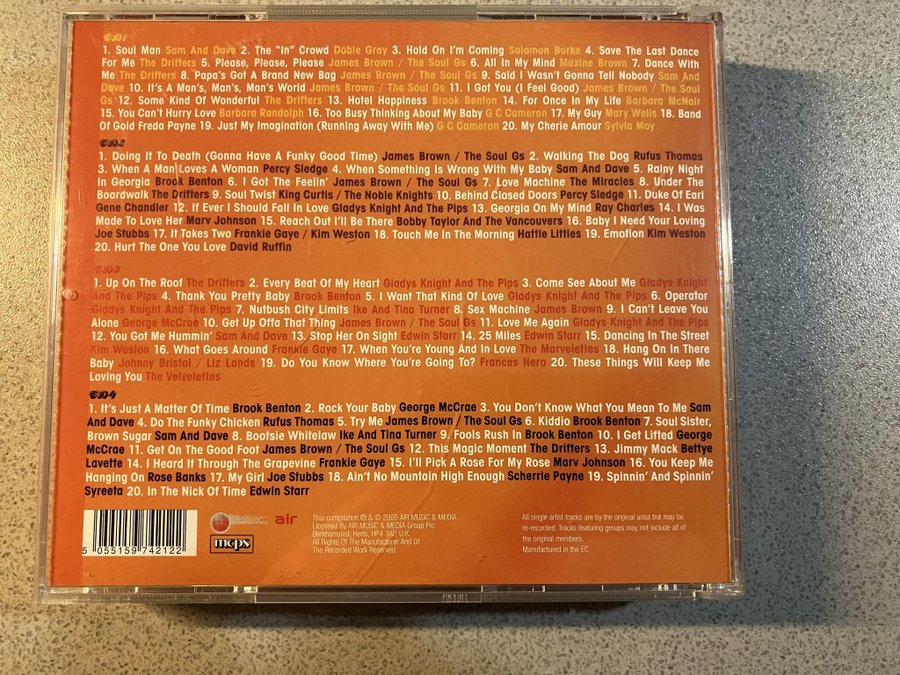 CD1
1. Soul Man Sam And Dave 2. The "In" Crowd Dobie Gray 3. Hold On I'm Coming Solomon Burke 4. Save The Last Dance
For Me The Drifters 5. Please, Please, Please James Brown / The Soul Gs 6. All In My Mind Maxine Brown 7. Dance With
Me The Drifters 8. Papa's Got A Brand New Bag James Brown / The Soul Gs 9. Said I Wasn't Gonna Tell Nobody Sam And
Dave 10. It's A Man's, Man's, Man's World James Brown / The Soul Gs 11. I Got You (I Feel Good) James Brown / The Soul
Gs 12. Some Kind Of Wonderful The Drifters 13. Hotel Happiness Brook Benton 14. For Once In My Life Barbara McNair
15. You Can't Hurry Love Barbara Randolph 16. Too Busy Thinking About My Baby G C Cameron 17. My Guy Mary Wells 18. Band
Of Gold Freda Payne 19. Just My Imagination (Running Away With Me) G C Cameron 20. My Cherie Amour Sylvia Moy
CD2
1. Doing It To Death (Gonna Have A Funky Good Time) James Brown / The Soul Gs 2. Walking The Dog Rufus Thomas
3. When A Man Loves A Woman Percy Sledge 4. When Something Is Wrong With My Baby Sam And Dave 5. Rainy Night
In Georgia Brook Benton 6. I Got The Feelin' James Brown / The Soul Gs 7. Love Machine The Miracles 8. Under The
Boardwalk The Drifters 9. Soul Twist King Curtis / The Noble Knights 10. Behind Closed Doors Percy Sledge 11. Duke Of Earl
Gene Chandler 12. If Ever I Should Fall In Love Gladys Knight And The Pips 13. Georgia On My Mind Ray Charles 14. I Was
Made To Love Her Marv Johnson 15. Reach Out I'll Be There Bobby Taylor And The Vancouvers 16. Baby I Need Your Loving
Joe Stubbs 17. It Takes Two Frankie Gaye / Kim Weston 18. Touch Me In The Morning Hattie Littles 19. Emotion Kim Weston
20. Hurt The One You Love David Ruffin
CD3
1. Up On The Roof The Drifters 2. Every Beat Of My Heart Gladys Knight And The Pips 3. Come See About Me Gladys Knight
And The Pips 4. Thank You Pretty Baby Brook Benton 5. I Want That Kind Of Love Gladys Knight And The Pips 6. Operator
Gladys Knight And The Pips 7. Nutbush City Limits Ike And Tina Turner 8. Sex Machine James Brown 9. I Can't Leave You
Alone George McCrae 10. Get Up Offa That Thing James Brown / The Soul Gs 11. Love Me Again Gladys Knight And The Pips
12. You Got Me Hummin' Sam And Dave 13. Stop Her On Sight Edwin Starr 14. 25 Miles Edwin Starr 15. Dancing In The Street
Kim Weston 16. What Goes Around Frankie Gaye 17. When You're Young And In Love The Marvelettes 18. Hang On In There
Baby Johnny Bristol / Liz Lands 19. Do You Know Where You're Going To? Frances Nero 20. These Things Will Keep Me
Loving You The Velvelettes
CD4
1. It's Just A Matter Of Time Brook Benton 2. Rock Your Baby George McCrae 3. You Don't Know What You Mean To Me Sam
And Dave 4. Do The Funky Chicken Rufus Thomas 5. Try Me James Brown / The Soul Gs 6. Kiddio Brook Benton 7. Soul Sister,
Brown Sugar Sam And Dave 8. Bootsie Whitelaw Ike And Tina Turner 9. Fools Rush In Brook Benton 10. I Get Lifted George
McCrae 11. Get On The Good Foot James Brown / The Soul Gs 12. This Magic Moment The Drifters 13. Jimmy Mack Bettye
Lavette 14. I Heard It Through The Grapevine Frankie Gaye 15. I'll Pick A Rose For My Rose Marv Johnson 16. You Keep Me
Hanging On Rose Banks 17. My Girl Joe Stubbs 18. Ain't No Mountain High Enough Scherrie Payne 19. Spinnin' And Spinnin'
Syreeta 20. In The Nick Of Time Edwin Starr
5 055159 742122
air
mcps
This compilation ℗ & © 2005 AIR MUSIC & MEDIA
Licensed By AIR MUSIC & MEDIA Group Plc.
Berkhamsted, Herts, HP4 3AP, U.K.
All Rights Of The Manufacturer And Of
The Recorded Work Reserved
All single artist tracks are by the original artist but may be
re-recorded. Tracks featuring groups may not include all of
the original members.
Manufactured in the EC